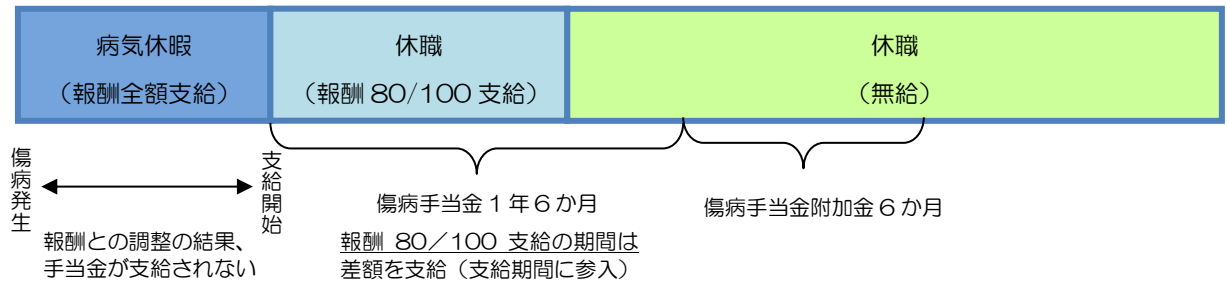 病気休暇
（報酬全額支給）
休職
（報酬 80/100 支給）
休職
（無給）
傷病発生
支給開始
報酬との調整の結果、
手当金が支給されない
傷病手当金 1 年 6 か月
報酬 80／100 支給の期間は
差額を支給（支給期間に参入）
傷病手当金附加金 6 か月